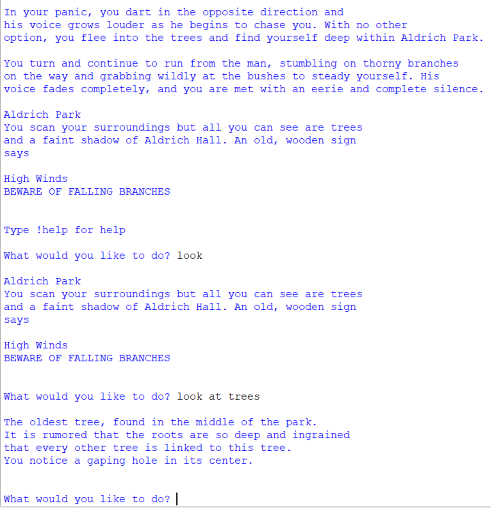 In your panic, you dart in the opposite direction and
his voice grows louder as he begins to chase you. With no other
option, you flee into the trees and find yourself deep within Aldrich Park.
You turn and continue to run from the man, stumbling on thorny branches
on the way and grabbing wildly at the bushes to steady yourself. His
voice fades completely, and you are met with an eerie and complete silence.
Aldrich Park
You scan your surroundings but all you can see are trees
and a faint shadow of Aldrich Hall. An old, wooden sign
says
High Winds
BEWARE OF FALLING BRANCHES
Type !help for help
What would you like to do? look
Aldrich Park
You scan your surroundings but all you can see are trees
and a faint shadow of Aldrich Hall. An old, wooden sign
says
High Winds
BEWARE OF FALLING BRANCHES
What would you like to do? look at trees
The oldest tree, found in the middle of the park.
It is rumored that the roots are so deep and ingrained
that every other tree is linked to this tree.
You notice a gaping hole in its center.
What would you like to do?